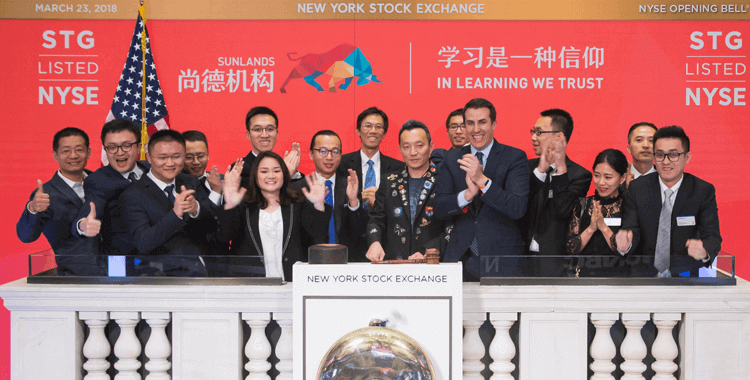 MARCH 23, 2018
NEW YORK STOCK EXCHANGE
NYSE OPENING BELL®
STG
LISTED
NYSE
SUNLANDS
尚德机构
学习是一种信仰
IN LEARNING WE TRUST
STG
LISTED
NYSE
NEW YORK STOCK EXCHANGE